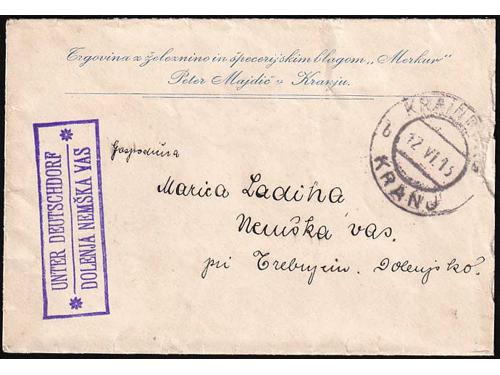 Trgovina z železnino in špecerijskim blagom „Merkur“
Peter Majdič v Kranju.
KRAINBURG
b
12 VI 15
KRANJ
UNTER DEUTSCHDORF
DOLENJA NEMŠKA VAS
Gospodična
Marica Ladiha
Nemška vas.
pri Trebnjem. Dolenjsko.